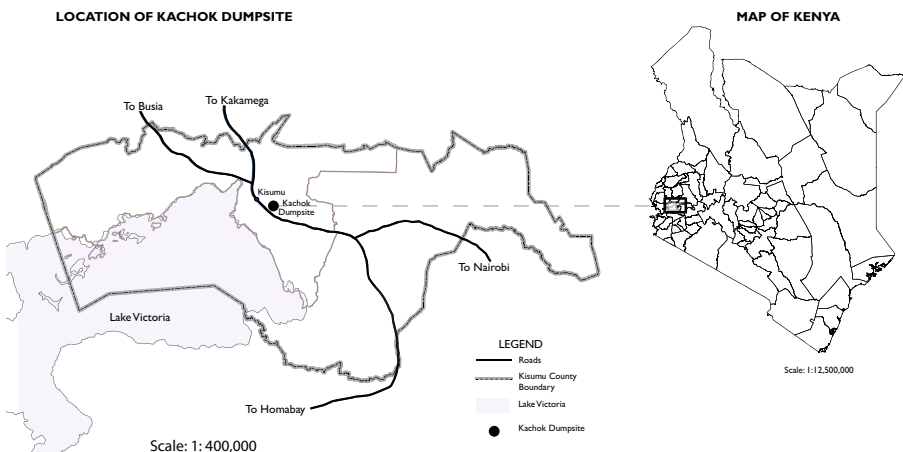 LOCATION OF KACHOK DUMPSITE
MAP OF KENYA
To Busia
To Kakamega
Kisumu
Kachok
Dumpsite
To Nairobi
Lake Victoria
LEGEND
Roads
Kisumu County
Boundary
Lake Victoria
Kachok Dumpsite
Scale: 1:12,500,000
To Homabay
Scale: 1: 400,000